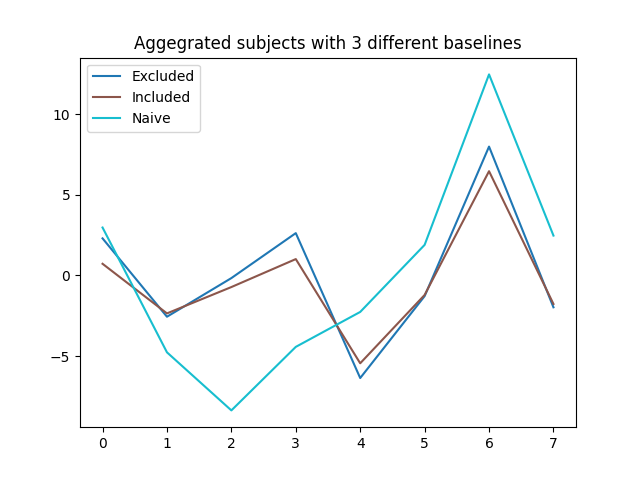 Aggegrated subjects with 3 different baselines
Excluded
Included
Naive
10
5
0
−5
0 1 2 3 4 5 6 7